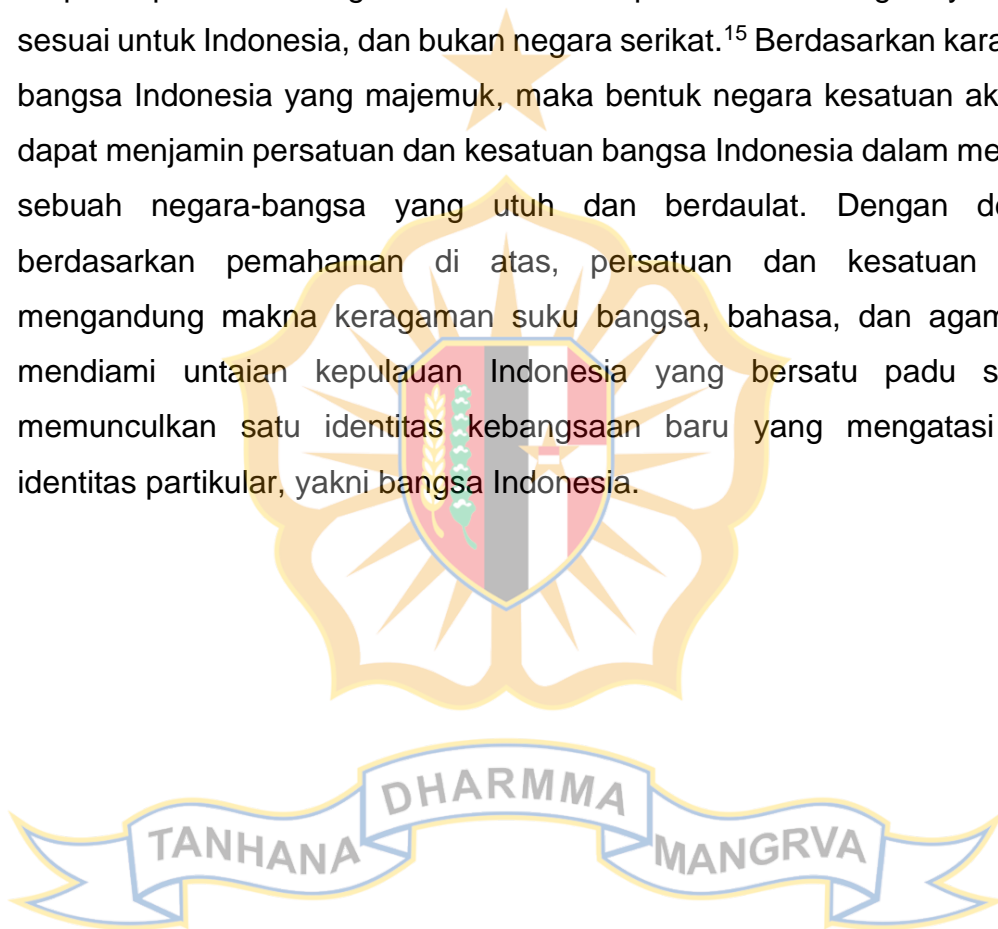 sesuai untuk Indonesia, dan bukan negara serikat.15 Berdasarkan kara
bangsa Indonesia yang majemuk, maka bentuk negara kesatuan ak
dapat menjamin persatuan dan kesatuan bangsa Indonesia dalam me
sebuah negara-bangsa yang utuh dan berdaulat. Dengan de
berdasarkan pemahaman di atas, persatuan dan kesatuan
mengandung makna keragaman suku bangsa, bahasa, dan agam
mendiami untaian kepulauan Indonesia yang bersatu padu s
memunculkan satu identitas kebangsaan baru yang mengatasi
identitas partikular, yakni bangsa Indonesia.
TANHANA DHARMMA MANGRVA